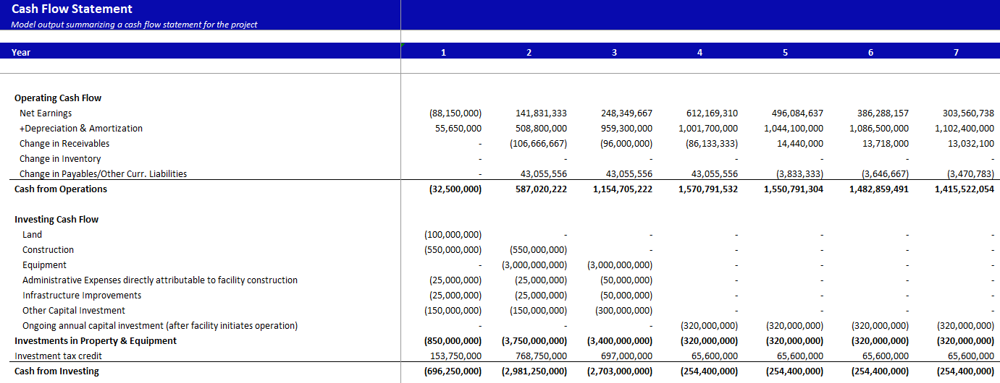 Cash Flow Statement
Model output summarizing a cash flow statement for the project
Year 1 2 3 4 5 6 7
Operating Cash Flow
Net Earnings (88,150,000) 141,831,333 248,349,667 612,169,310 496,084,637 386,288,157 303,560,738
+Depreciation & Amortization 55,650,000 508,800,000 959,300,000 1,001,700,000 1,044,100,000 1,086,500,000 1,102,400,000
Change in Receivables - (106,666,667) (96,000,000) (86,133,333) 14,440,000 13,718,000 13,032,100
Change in Inventory - - - - - - -
Change in Payables/Other Curr. Liabilities - 43,055,556 43,055,556 43,055,556 (3,833,333) (3,646,667) (3,470,783)
Cash from Operations (32,500,000) 587,020,222 1,154,705,222 1,570,791,532 1,550,791,304 1,482,859,491 1,415,522,054
Investing Cash Flow
Land (100,000,000) - - - - - -
Construction (550,000,000) (550,000,000) - - - - -
Equipment - (3,000,000,000) (3,000,000,000) - - - -
Administrative Expenses directly attributable to facility construction (25,000,000) (25,000,000) (50,000,000) - - - -
Infrastructure Improvements (25,000,000) (25,000,000) (50,000,000) - - - -
Other Capital Investment (150,000,000) (150,000,000) (300,000,000) - - - -
Ongoing annual capital investment (after facility initiates operation) - - - (320,000,000) (320,000,000) (320,000,000) (320,000,000)
Investments in Property & Equipment (850,000,000) (3,750,000,000) (3,400,000,000) (320,000,000) (320,000,000) (320,000,000) (320,000,000)
Investment tax credit 153,750,000 768,750,000 697,000,000 65,600,000 65,600,000 65,600,000 65,600,000
Cash from Investing (696,250,000) (2,981,250,000) (2,703,000,000) (254,400,000) (254,400,000) (254,400,000) (254,400,000)